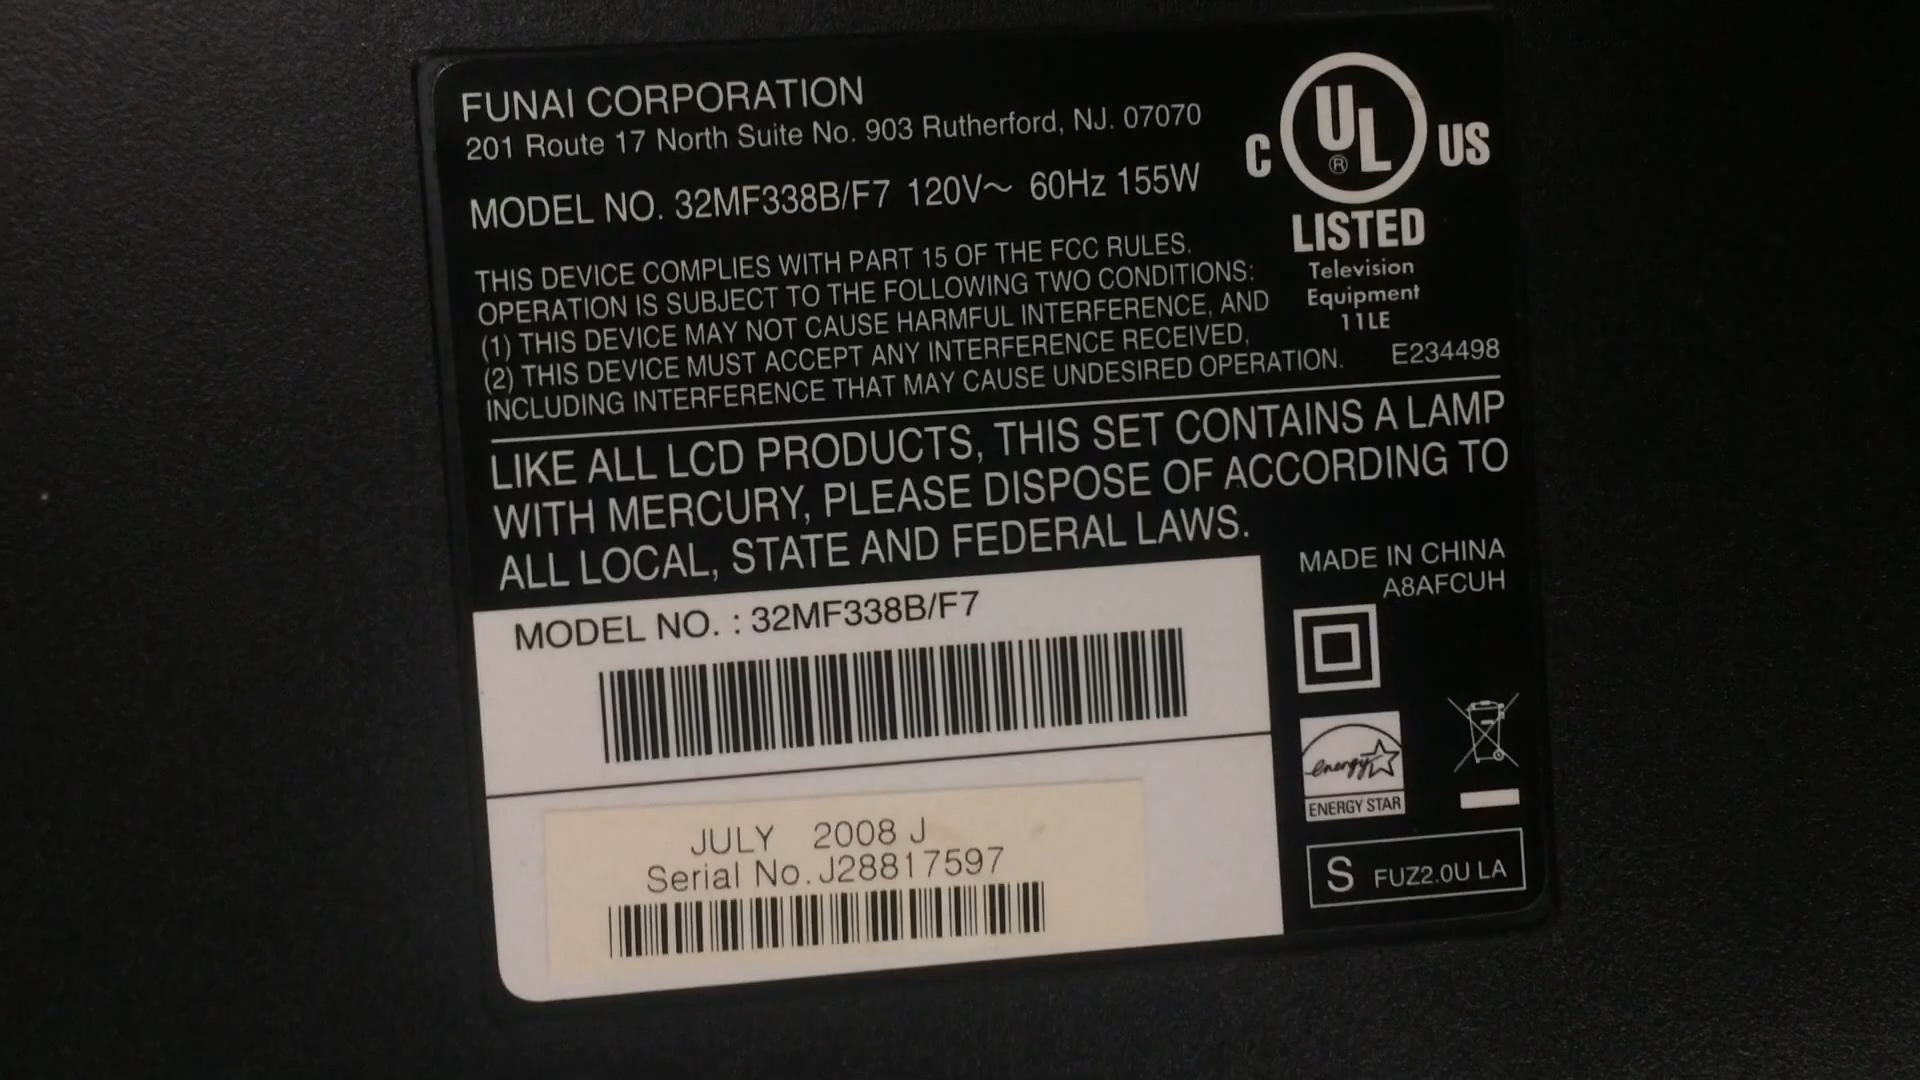 FUNAI CORPORATION
201 Route 17 North Suite No. 903 Rutherford, NJ. 07070
MODEL NO. 32MF338B/F7 120V~ 60Hz 155W
C UL ® US
LISTED
Television
Equipment
11LE
E234498
THIS DEVICE COMPLIES WITH PART 15 OF THE FCC RULES.
OPERATION IS SUBJECT TO THE FOLLOWING TWO CONDITIONS:
(1) THIS DEVICE MAY NOT CAUSE HARMFUL INTERFERENCE, AND
(2) THIS DEVICE MUST ACCEPT ANY INTERFERENCE RECEIVED,
INCLUDING INTERFERENCE THAT MAY CAUSE UNDESIRED OPERATION.
LIKE ALL LCD PRODUCTS, THIS SET CONTAINS A LAMP
WITH MERCURY, PLEASE DISPOSE OF ACCORDING TO
ALL LOCAL, STATE AND FEDERAL LAWS.
MADE IN CHINA
A8AFCUH
MODEL NO. : 32MF338B/F7
JULY 2008 J
Serial No. J28817597
energy
ENERGY STAR
S FUZ2.0U LA